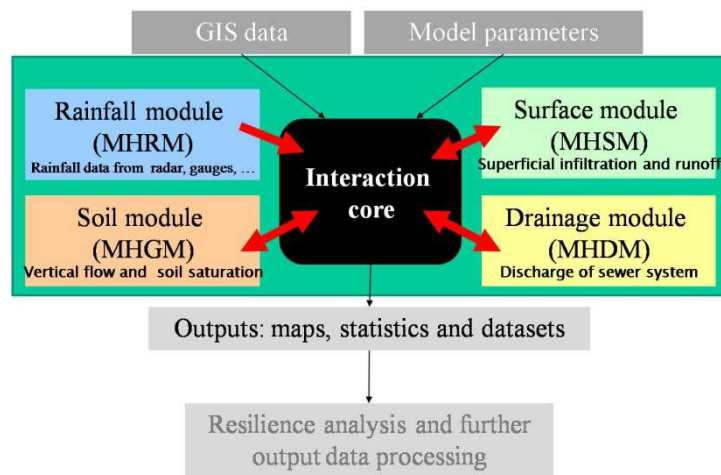 GIS data
Model parameters
Rainfall module
(MHRM)
Rainfall data from radar, gauges, ...
Surface module
(MHSM)
Superficial infiltration and runoff
Interaction
core
Soil module
(MHGM)
Vertical flow and soil saturation
Drainage module
(MHDM)
Discharge of sewer system
Outputs: maps, statistics and datasets
Resilience analysis and further
output data processing